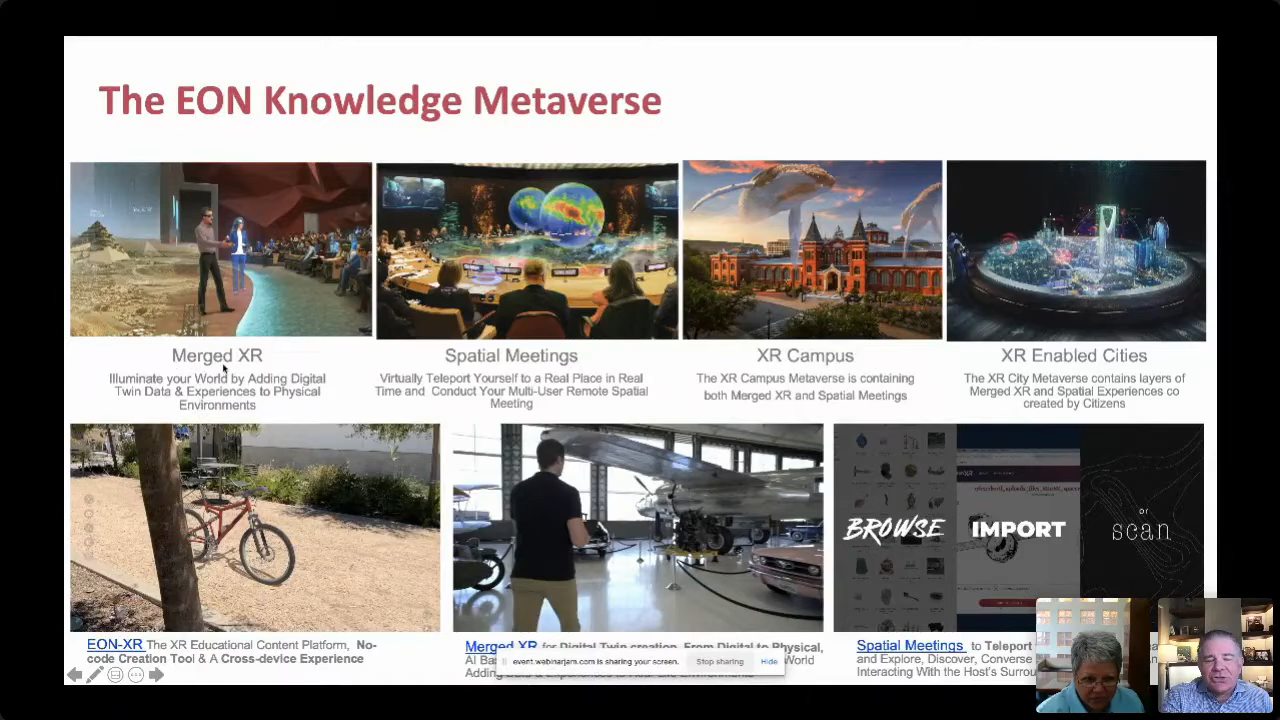 The EON Knowledge Metaverse
Merged XR
Illuminate your World by Adding Digital
Twin Data & Experiences to Physical
Environments
Spatial Meetings
Virtually Teleport Yourself to a Real Place in Real
Time and Conduct Your Multi-User Remote Spatial
Meeting
XR Campus
The XR Campus Metaverse is containing
both Merged XR and Spatial Meetings
XR Enabled Cities
The XR City Metaverse contains layers of
Merged XR and Spatial Experiences co
created by Citizens
BROWSE
IMPORT
or
scan
EON-XR The XR Educational Content Platform, No-
code Creation Tool & A Cross-device Experience
Merged XR for Digital Twin creation, From Digital to Physical,
AI Bas World
Adding
event.webinarjam.com is sharing your screen. Stop sharing Hide
Spatial Meetings to Teleport
and Explore, Discover, Converse
Interacting With the Host's Surrou